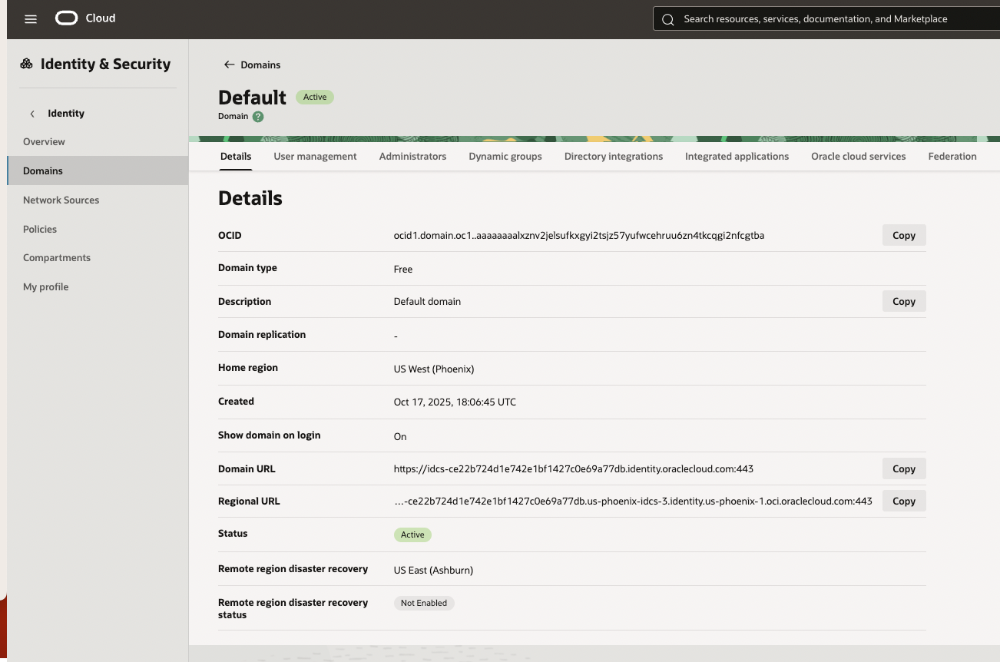 Cloud
Search resources, services, documentation, and Marketplace
Identity & Security
Identity
Overview
Domains
Network Sources
Policies
Compartments
My profile
Domains
Default Active
Domain ?
Details User management Administrators Dynamic groups Directory integrations Integrated applications Oracle cloud services Federation
Details
OCID ocid1.domain.oc1..aaaaaaaalxznv2jelsufkxgyi2tsjz57yufwcehruu6zn4tkcqgi2nfcgtba Copy
Domain type Free
Description Default domain Copy
Domain replication -
Home region US West (Phoenix)
Created Oct 17, 2025, 18:06:45 UTC
Show domain on login On
Domain URL https://idcs-ce22b724d1e742e1bf1427c0e69a77db.identity.oraclecloud.com:443 Copy
Regional URL ...-ce22b724d1e742e1bf1427c0e69a77db.us-phoenix-idcs-3.identity.us-phoenix-1.oci.oraclecloud.com:443 Copy
Status Active
Remote region disaster recovery US East (Ashburn)
Remote region disaster recovery status Not Enabled